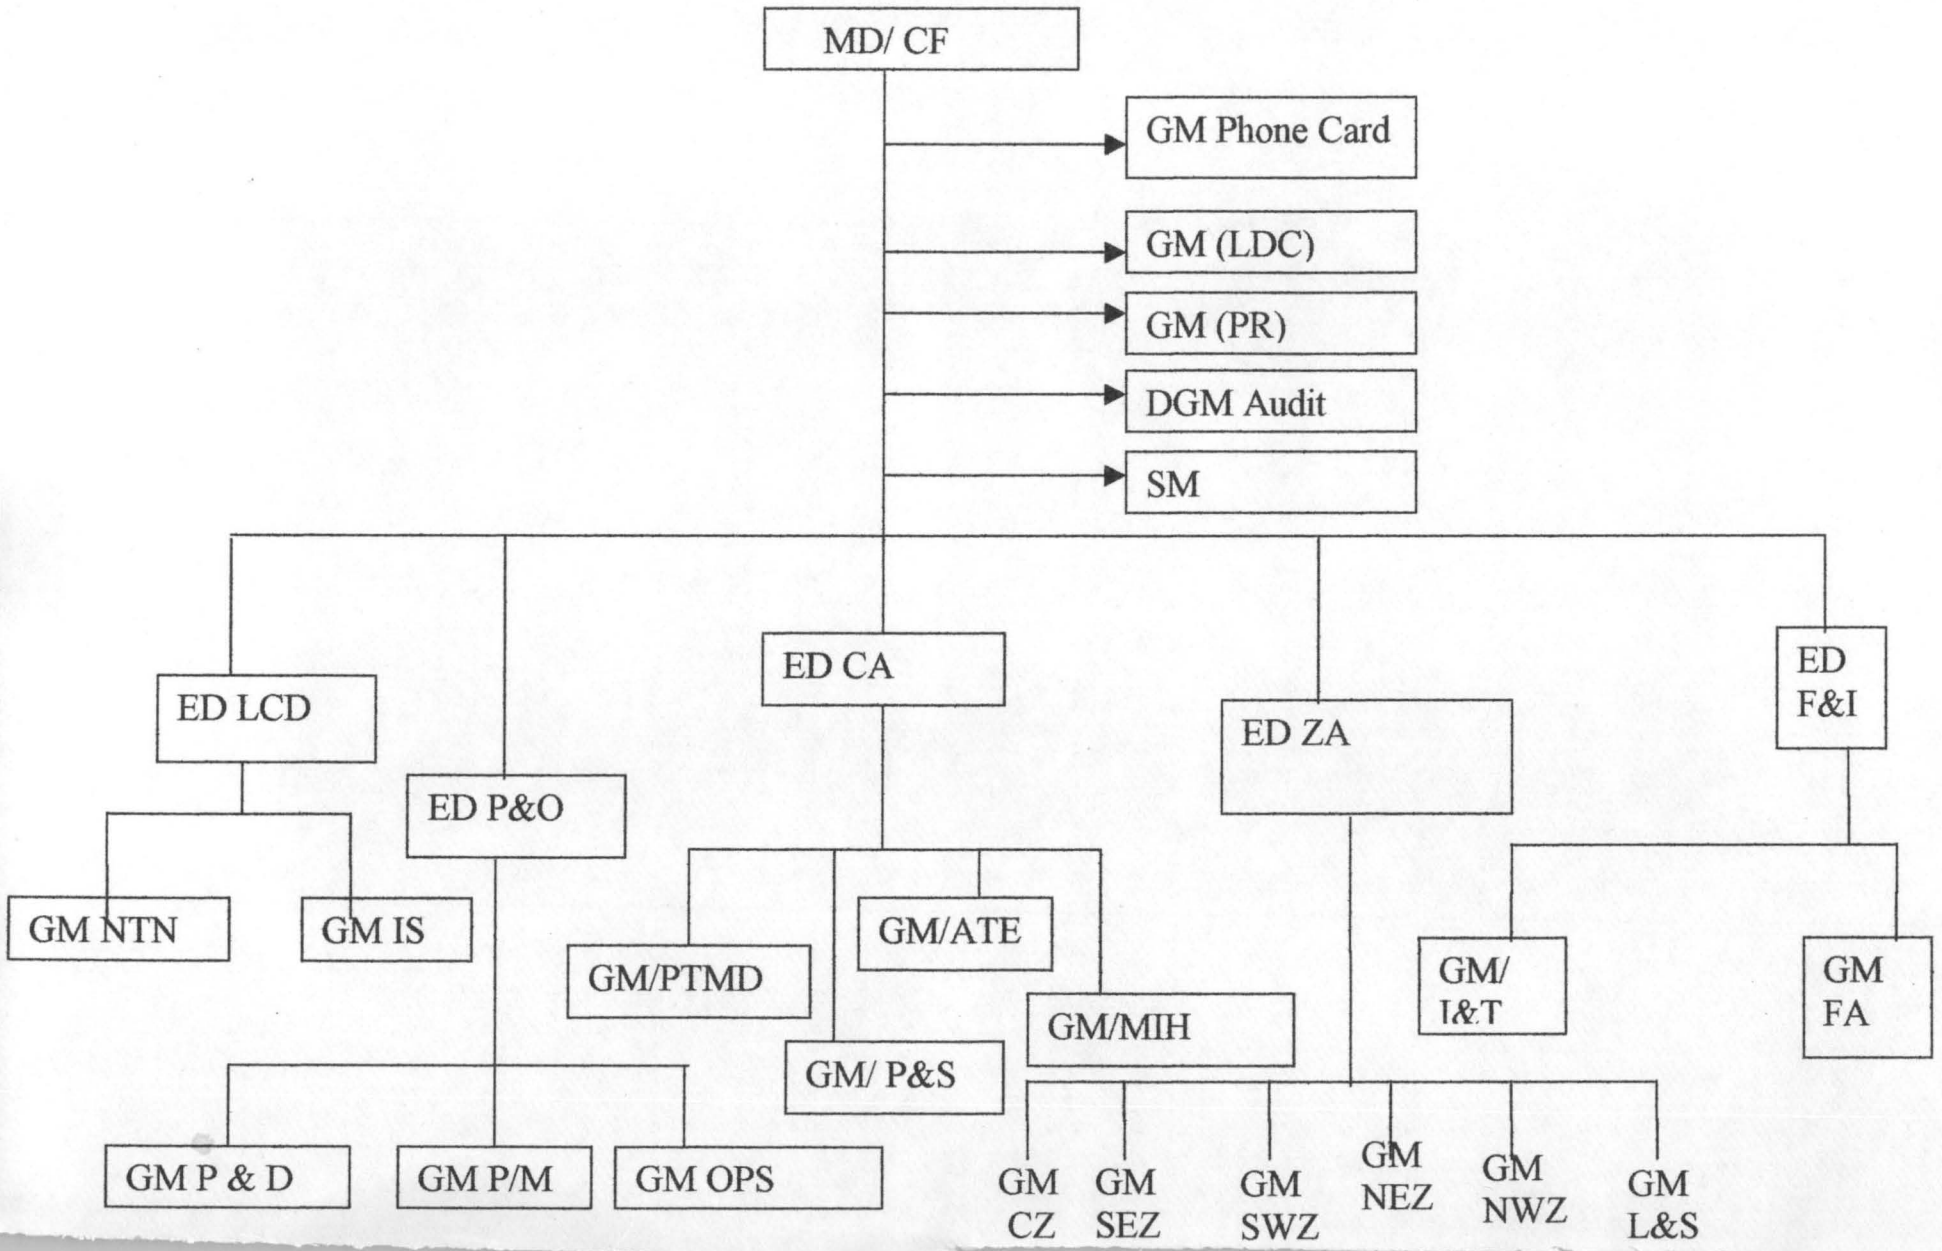 MD/ CF
GM Phone Card
GM (LDC)
GM (PR)
DGM Audit
SM
ED LCD
ED P&O
ED CA
ED ZA
ED
F&I
GM NTN
GM IS
GM/PTMD
GM/ P&S
GM/ATE
GM/MIH
GM/
I&T
GM
FA
GM P & D
GM P/M
GM OPS
GM
CZ
GM
SEZ
GM
SWZ
GM
NEZ
GM
NWZ
GM
L&S